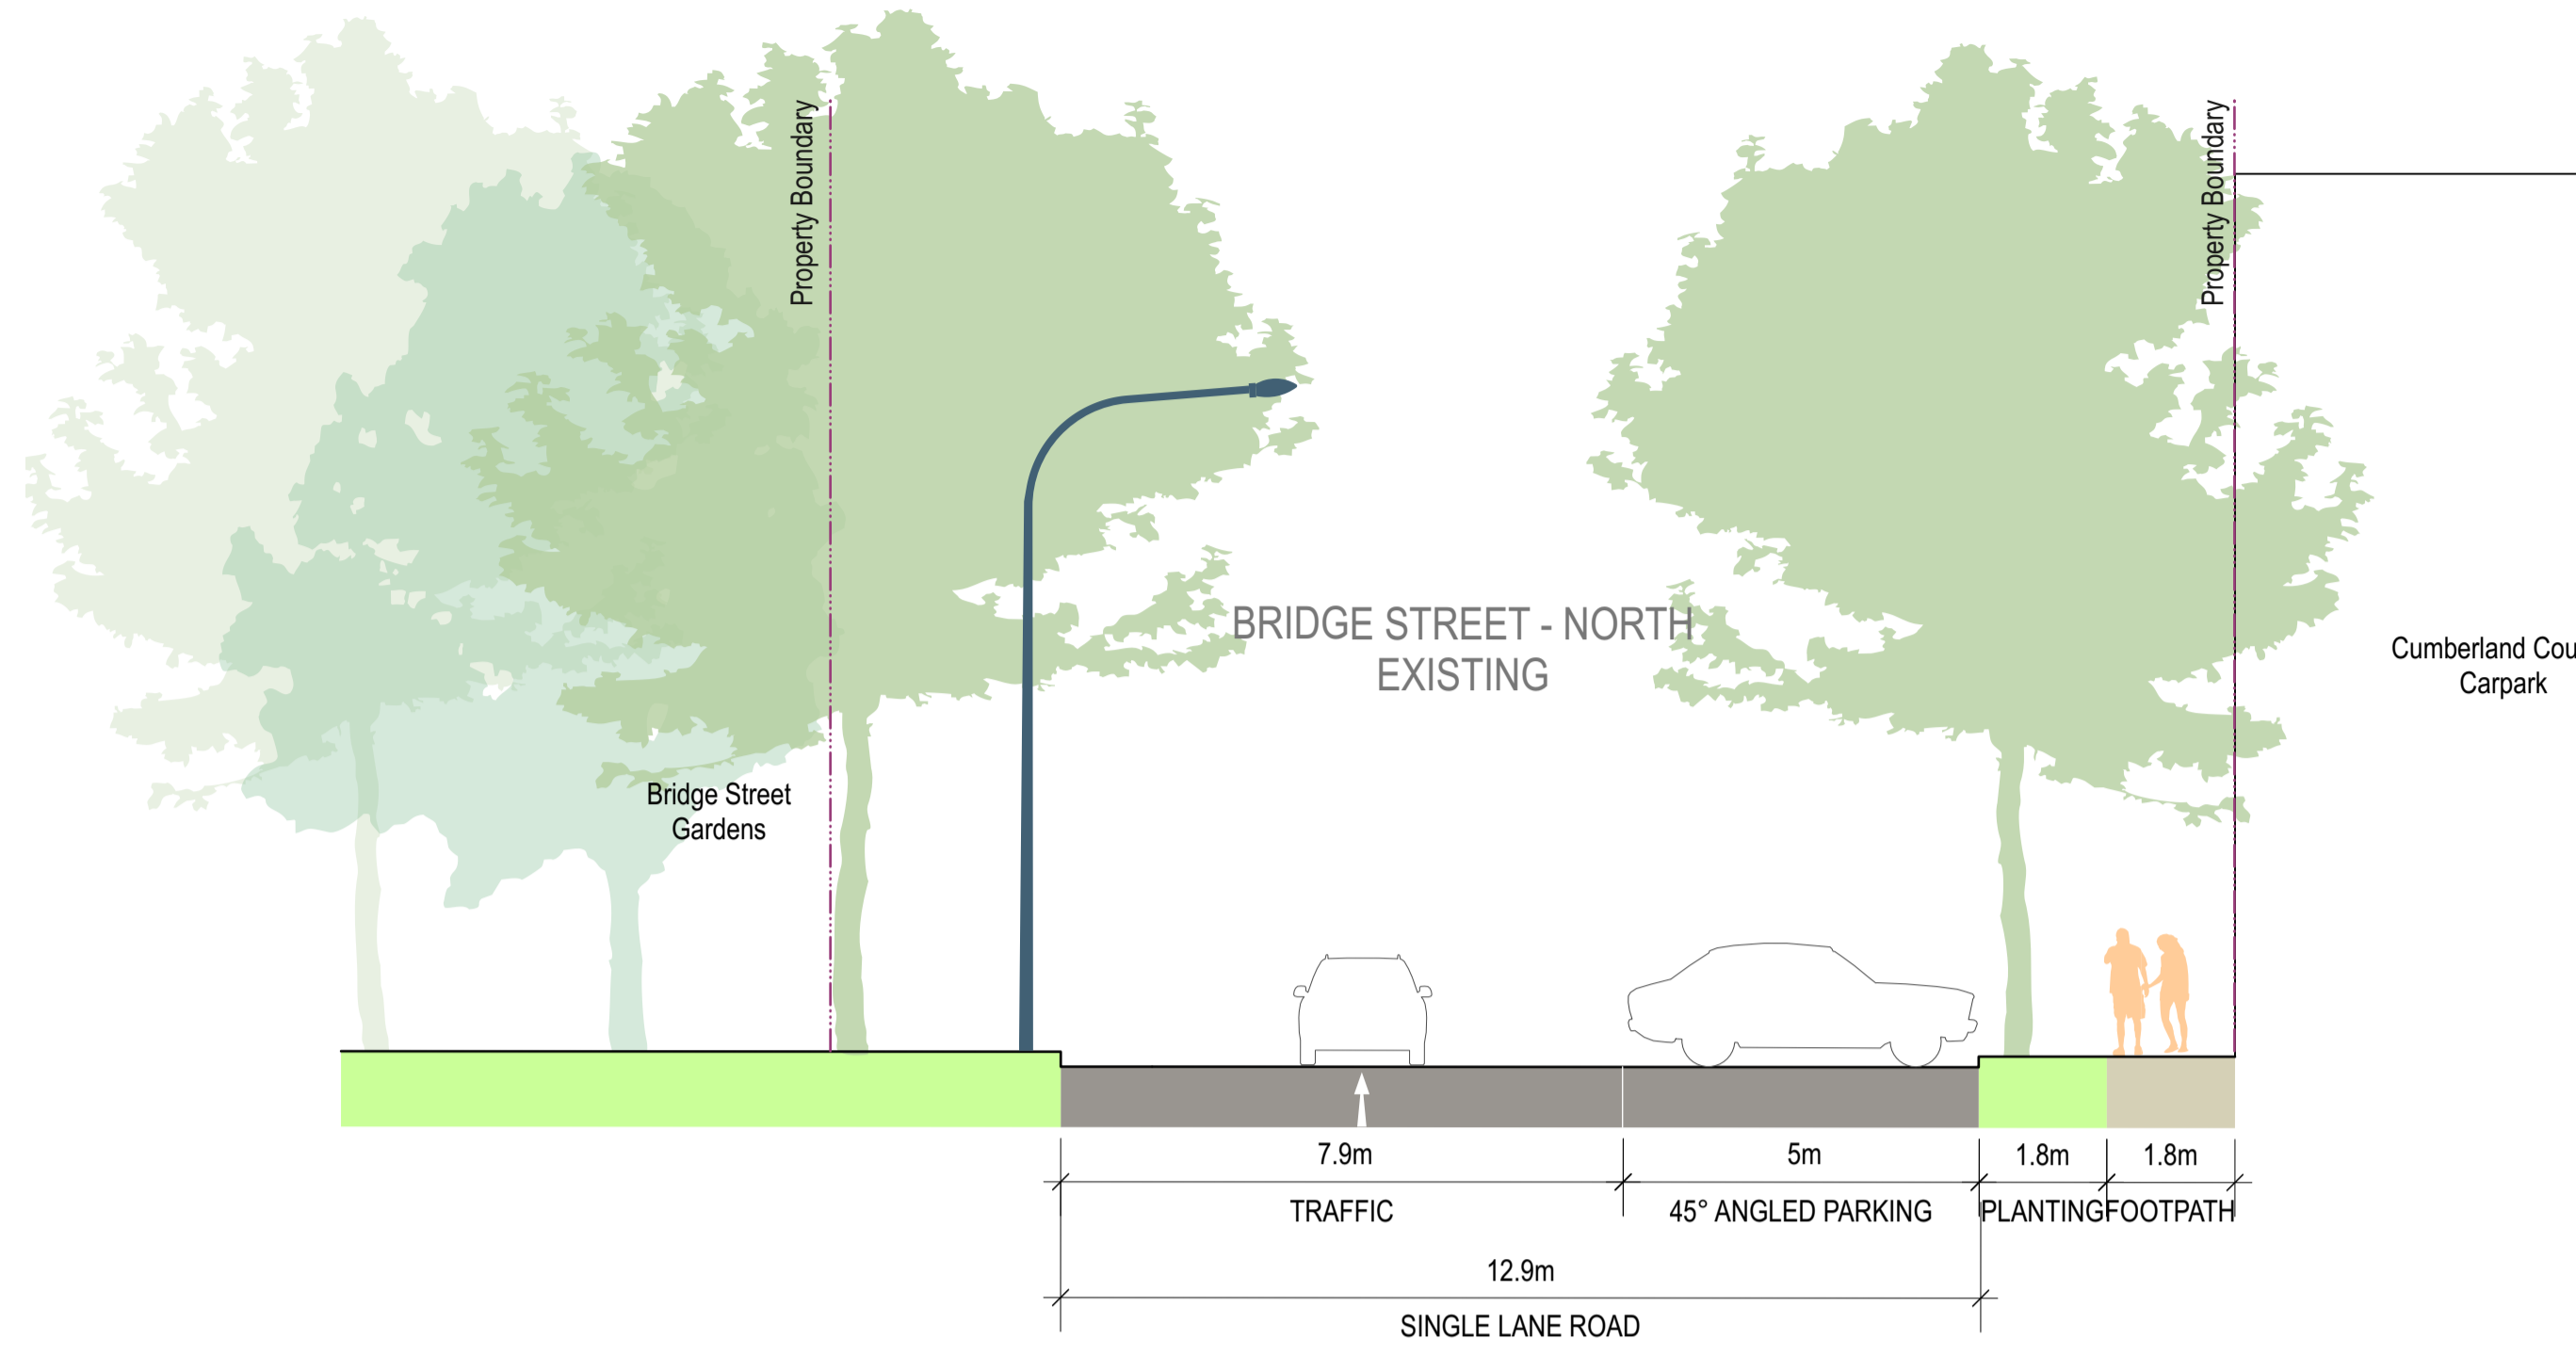 Property Boundary
Property Boundary
BRIDGE STREET - NORTH
EXISTING
Cumberland
Carpark
Bridge Street
Gardens
7.9m
5m
1.8m
1.8m
TRAFFIC
45° ANGLED PARKING
PLANTING
FOOTPATH
12.9m
SINGLE LANE ROAD